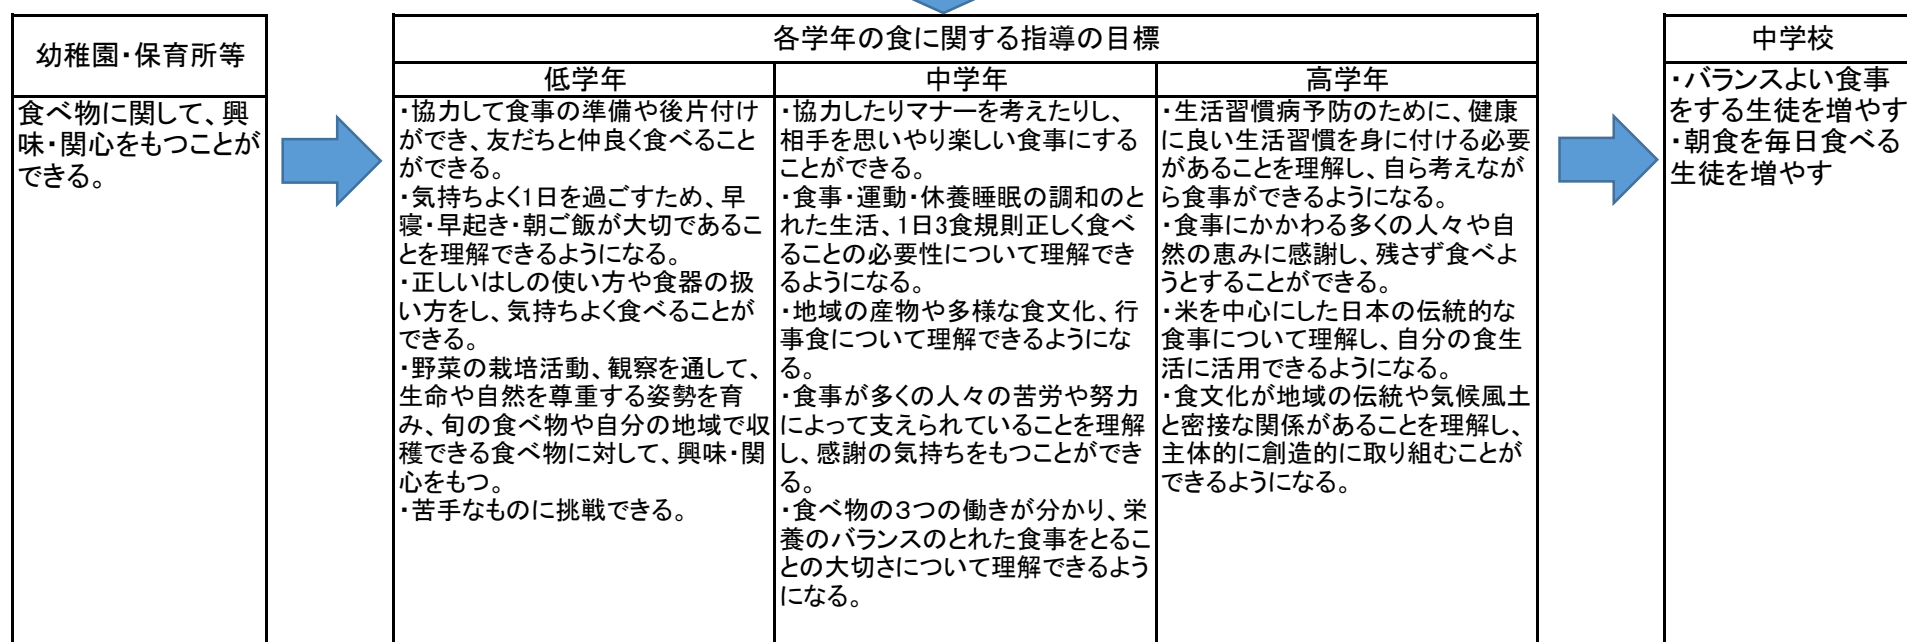 幼稚園・保育所等
食べ物に関して、興
味・関心をもつことが
できる。
各学年の食に関する指導の目標
低学年
・協力して食事の準備や後片付け
ができ、友だちと仲良く食べること
ができる。
・気持ちよく1日を過ごすため、早
寝・早起き・朝ご飯が大切であるこ
とを理解できるようになる。
・正しいはしの使い方や食器の扱
い方をし、気持ちよく食べることが
できる。
・野菜の栽培活動、観察を通して、
生命や自然を尊重する姿勢を育
み、旬の食べ物や自分の地域で収
穫できる食べ物に対して、興味・関
心をもつ。
・苦手なものに挑戦できる。
中学年
・協力したりマナーを考えたりし、
相手を思いやり楽しい食事にする
ことができる。
・食事・運動・休養睡眠の調和のと
れた生活、1日3食規則正しく食べ
ることの必要性について理解でき
るようになる。
・地域の産物や多様な食文化、行
事食について理解できるようにな
る。
・食事が多くの人々の苦労や努力
によって支えられていることを理解
し、感謝の気持ちをもつことができ
る。
・食べ物の３つの働きが分かり、栄
養のバランスのとれた食事をとるこ
との大切さについて理解できるよう
になる。
高学年
・生活習慣病予防のために、健康
に良い生活習慣を身に付ける必要
があることを理解し、自ら考えなが
ら食事ができるようになる。
・食事にかかわる多くの人々や自
然の恵みに感謝し、残さず食べよ
うとすることができる。
・米を中心にした日本の伝統的な
食事について理解し、自分の食生
活に活用できるようになる。
・食文化が地域の伝統や気候風土
と密接な関係があることを理解し、
主体的に創造的に取り組むことが
できるようになる。
中学校
・バランスよい食事
をする生徒を増やす
・朝食を毎日食べる
生徒を増やす